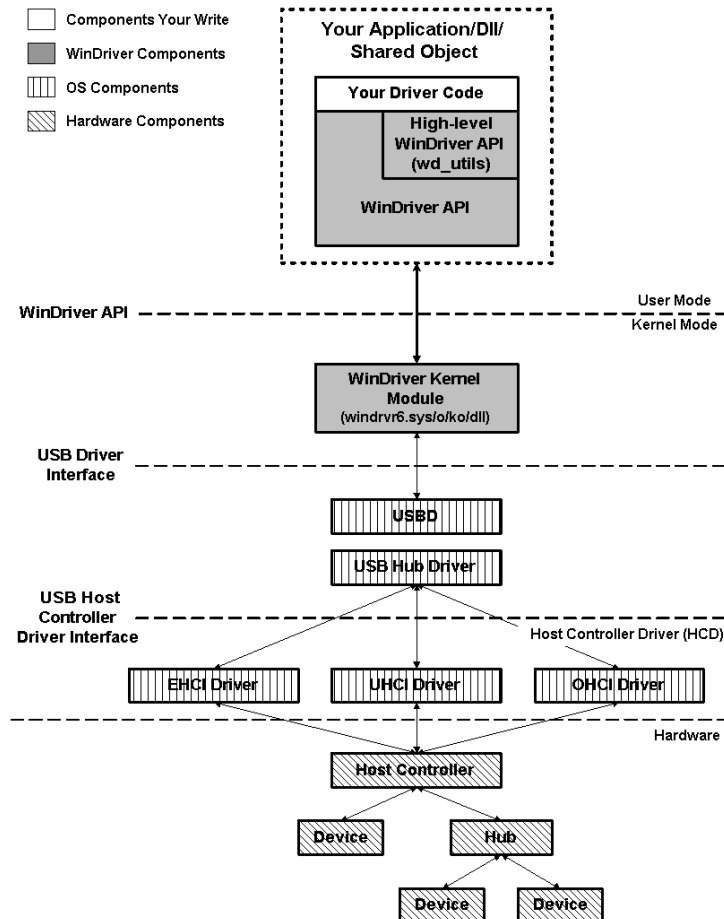 Components Your Write
WinDriver Components
OS Components
Hardware Components
Your Application/Dll/
Shared Object
Your Driver Code
High-level
WinDriver API
(wd_utils)
WinDriver API
WinDriver API
User Mode
Kernel Mode
WinDriver Kernel
Module
(windrvr6.sys/o/ko/dll)
USB Driver
Interface
USBD
USB Hub Driver
USB Host
Controller
Driver Interface
Host Controller Driver (HCD)
EHCI Driver
UHCI Driver
OHCI Driver
Hardware
Host Controller
Device
Hub
Device
Device